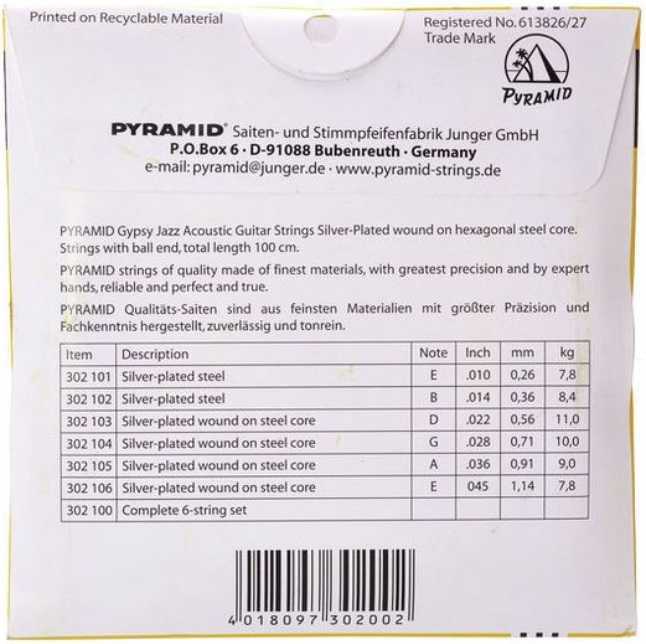 Printed on Recyclable Material
Registered No. 613826/27
Trade Mark
PYRAMID
PYRAMID® Saiten- und Stimmpfeifenfabrik Junger GmbH
P.O.Box 6 · D-91088 Bubenreuth · Germany
e-mail: pyramid@junger.de · www.pyramid-strings.de
PYRAMID Gypsy Jazz Acoustic Guitar Strings Silver-Plated wound on hexagonal steel core.
Strings with ball end, total length 100 cm.
PYRAMID strings of quality made of finest materials, with greatest precision and by expert
hands, reliable and perfect and true.
PYRAMID Qualitäts-Saiten sind aus feinsten Materialien mit größter Präzision und
Fachkenntnis hergestellt, zuverlässig und tonrein.
Item Description Note Inch mm kg
302 101 Silver-plated steel E .010 0,26 7,8
302 102 Silver-plated steel B .014 0,36 8,4
302 103 Silver-plated wound on steel core D .022 0,56 11,0
302 104 Silver-plated wound on steel core G .028 0,71 10,0
302 105 Silver-plated wound on steel core A .036 0,91 9,0
302 106 Silver-plated wound on steel core E 045 1,14 7,8
302 100 Complete 6-string set
4 018097 302002